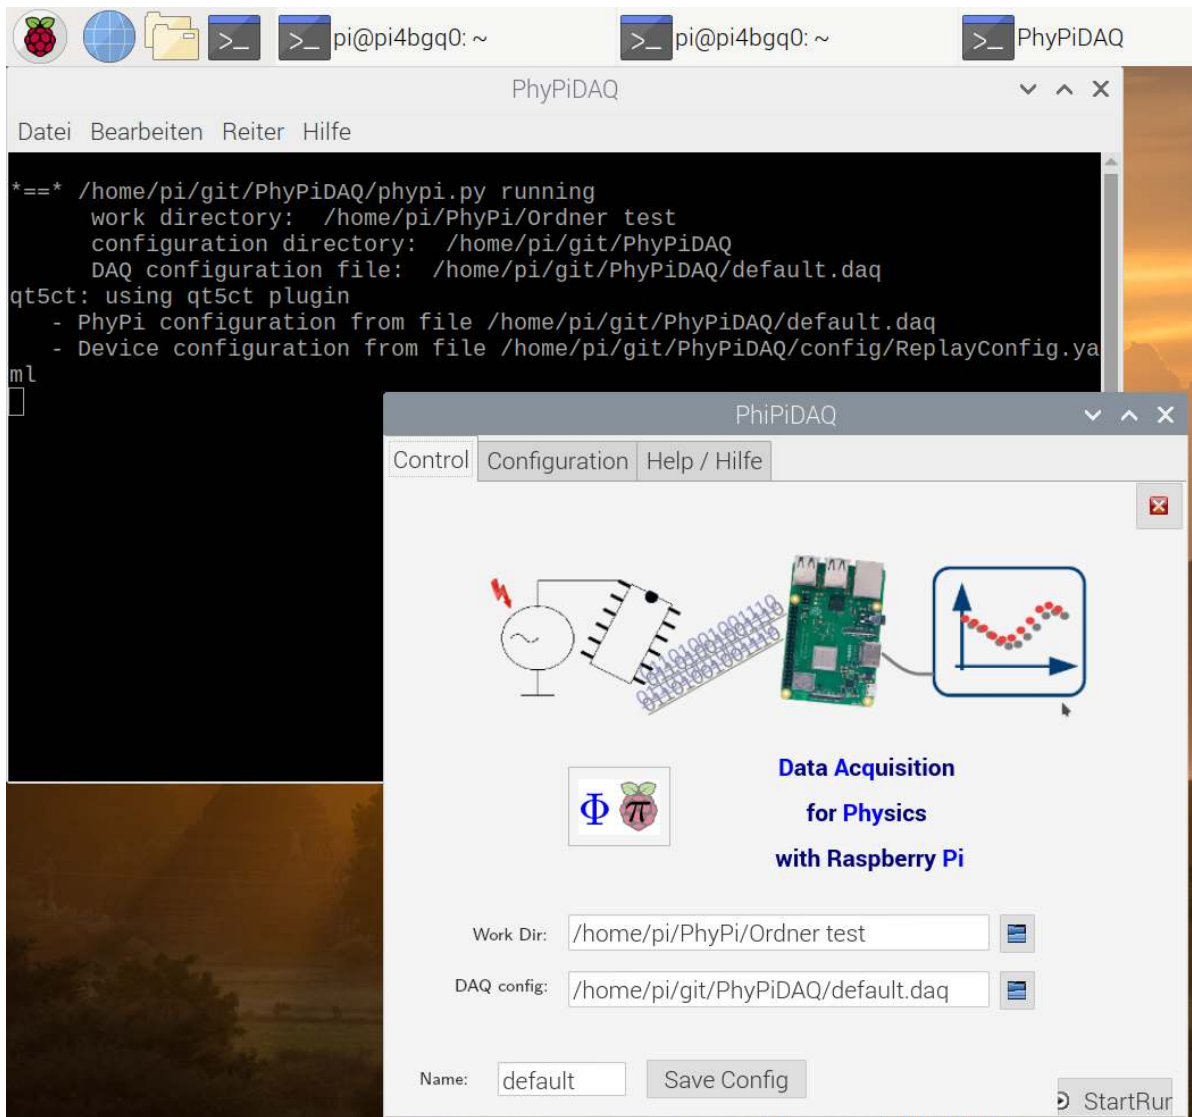 pi@pi4bgq0: ~
pi@pi4bgq0: ~
PhyPiDAQ
PhyPiDAQ
Datei Bearbeiten Reiter Hilfe
*==* /home/pi/git/PhyPiDAQ/phypi.py running
work directory: /home/pi/PhyPi/Ordner test
configuration directory: /home/pi/git/PhyPiDAQ
DAQ configuration file: /home/pi/git/PhyPiDAQ/default.daq
qt5ct: using qt5ct plugin
- PhyPi configuration from file /home/pi/git/PhyPiDAQ/default.daq
- Device configuration from file /home/pi/git/PhyPiDAQ/config/ReplayConfig.ya
ml
PhiPiDAQ
Control Configuration Help / Hilfe
Φ π
Data Acquisition
for Physics
with Raspberry Pi
Work Dir: /home/pi/PhyPi/Ordner test
DAQ config: /home/pi/git/PhyPiDAQ/default.daq
Name: default Save Config
StartRur